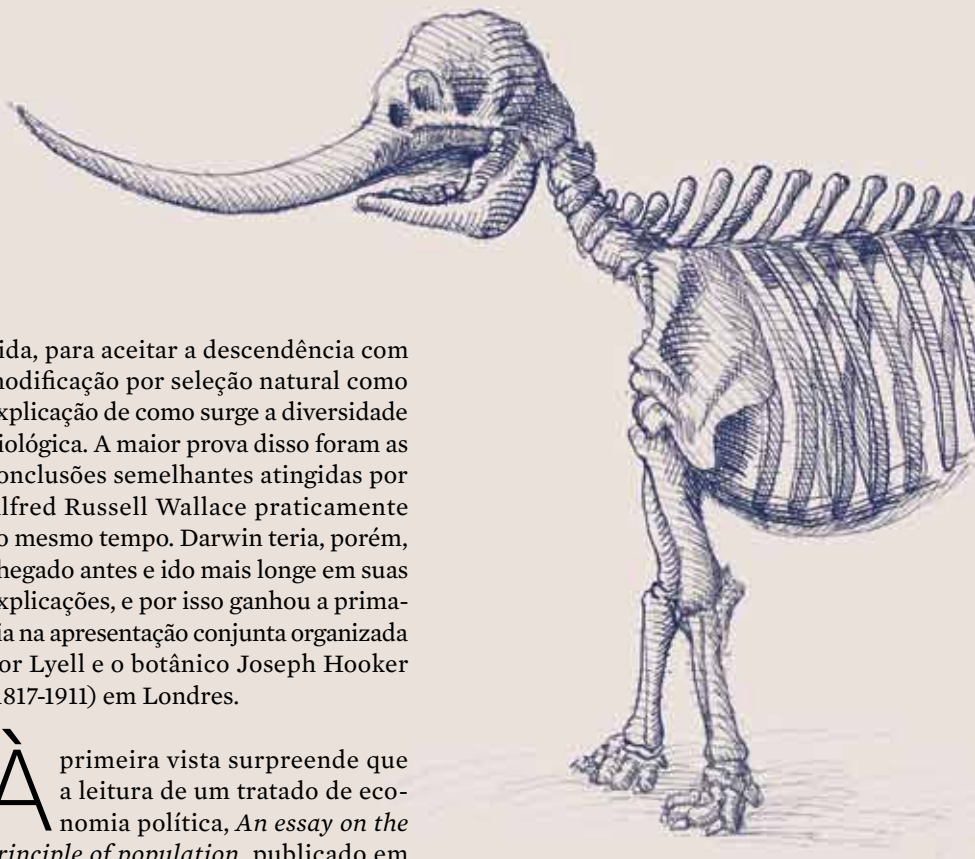 ida, para aceitar a descendência com
modificação por seleção natural como
xplicação de como surge a diversidade
iológica. A maior prova disso foram as
onclusões semelhantes atingidas por
lfred Russell Wallace praticamente
o mesmo tempo. Darwin teria, porém,
hegado antes e ido mais longe em suas
xplicações, e por isso ganhou a prima-
ia na apresentação conjunta organizada
or Lyell e o botânico Joseph Hooker
1817-1911) em Londres.
À primeira vista surpreende que
a leitura de um tratado de eco-
nomia política, An essay on the
rinciple of population, publicado em